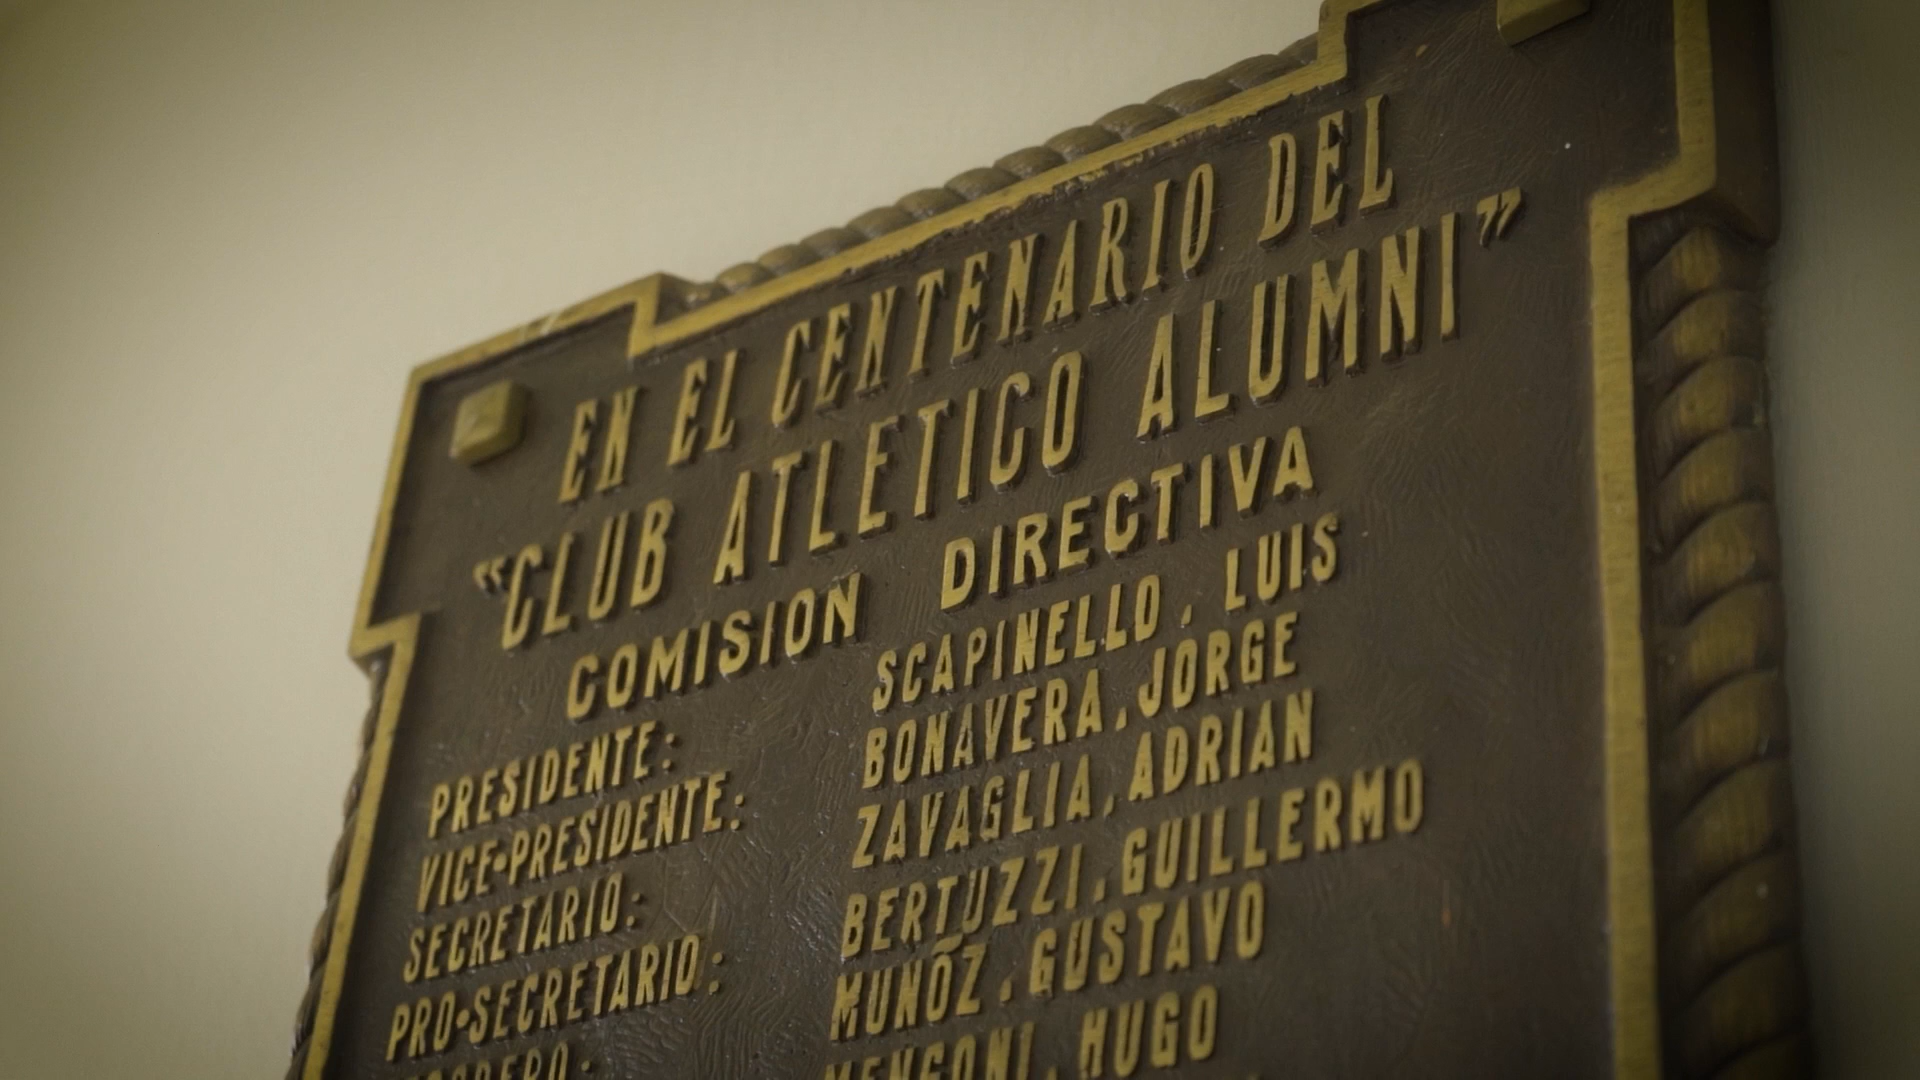 EN EL CENTENARIO DEL
"CLUB ATLETICO ALUMNI"
COMISION DIRECTIVA
PRESIDENTE: SCAPINELLO, LUIS
VICE•PRESIDENTE: BONAVERA, JORGE
SECRETARIO: ZAVAGLIA, ADRIAN
PRO•SECRETARIO: BERTUZZI, GUILLERMO
MUNÕZ, GUSTAVO
MENGONI, HUGO